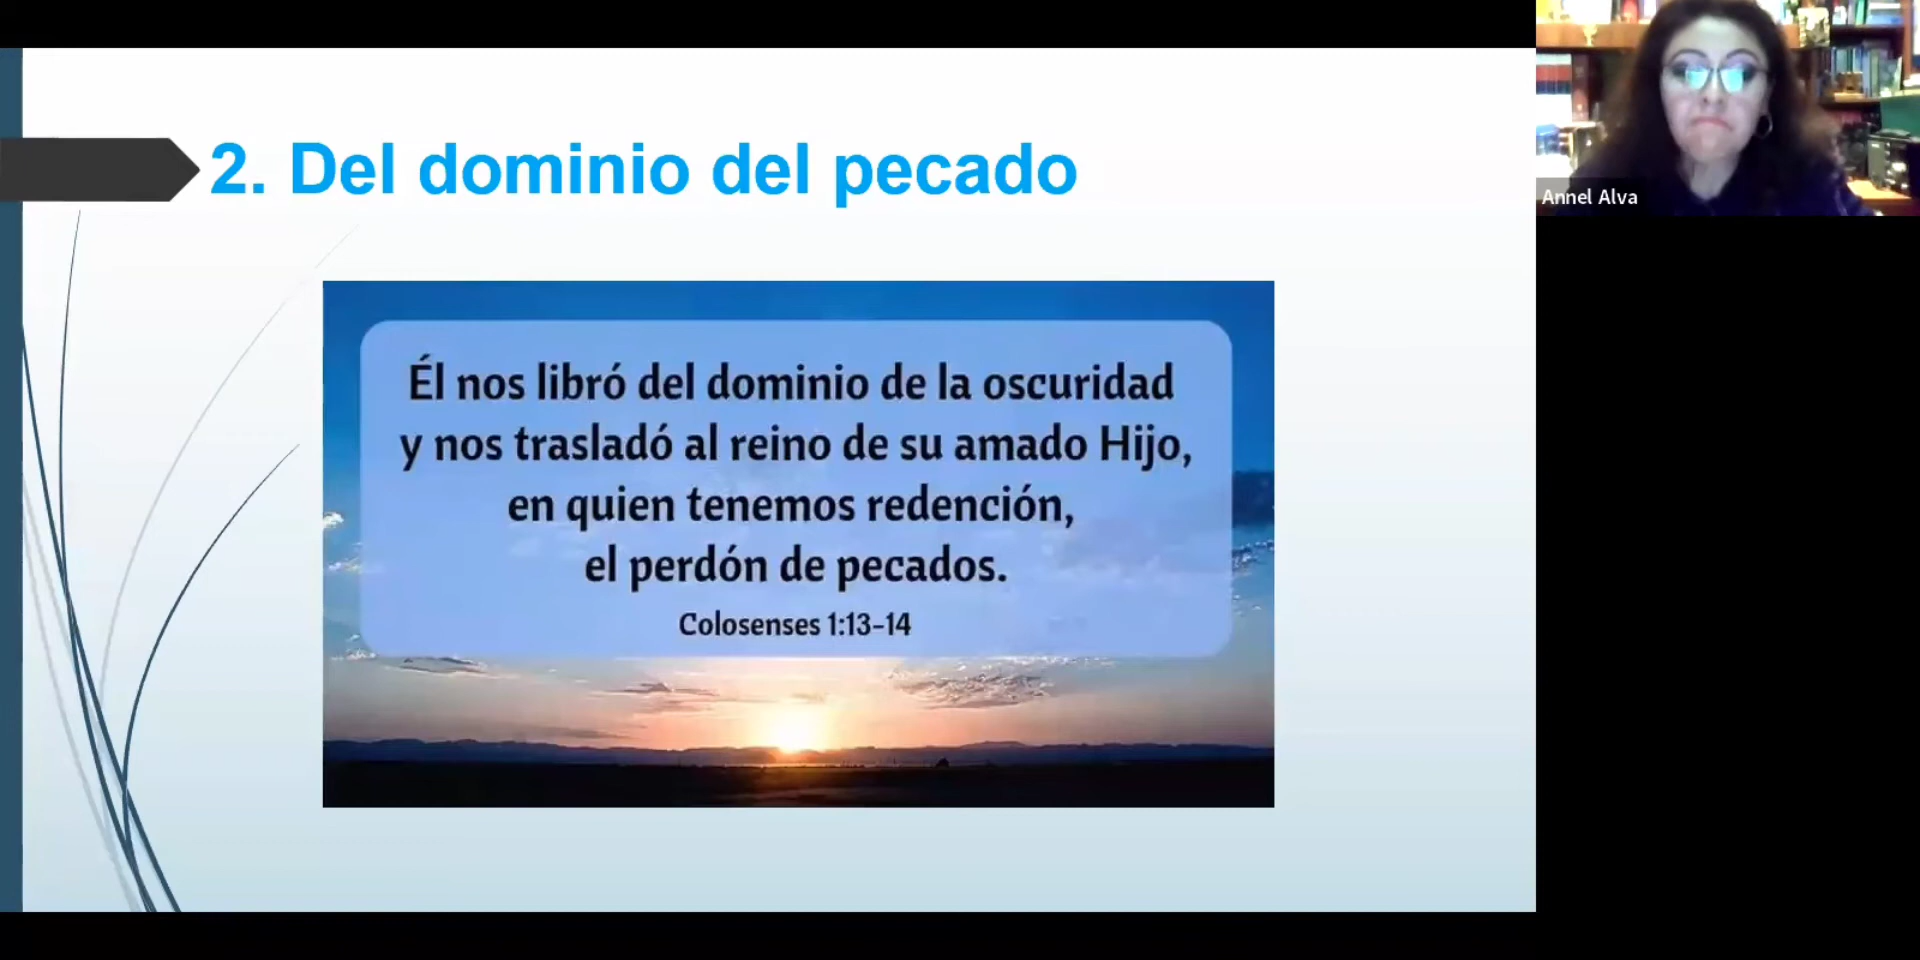 2. Del dominio del pecado
Él nos libró del dominio de la oscuridad
y nos trasladó al reino de su amado Hijo,
en quien tenemos redención,
el perdón de pecados.
Colosenses 1:13-14
Annel Alva